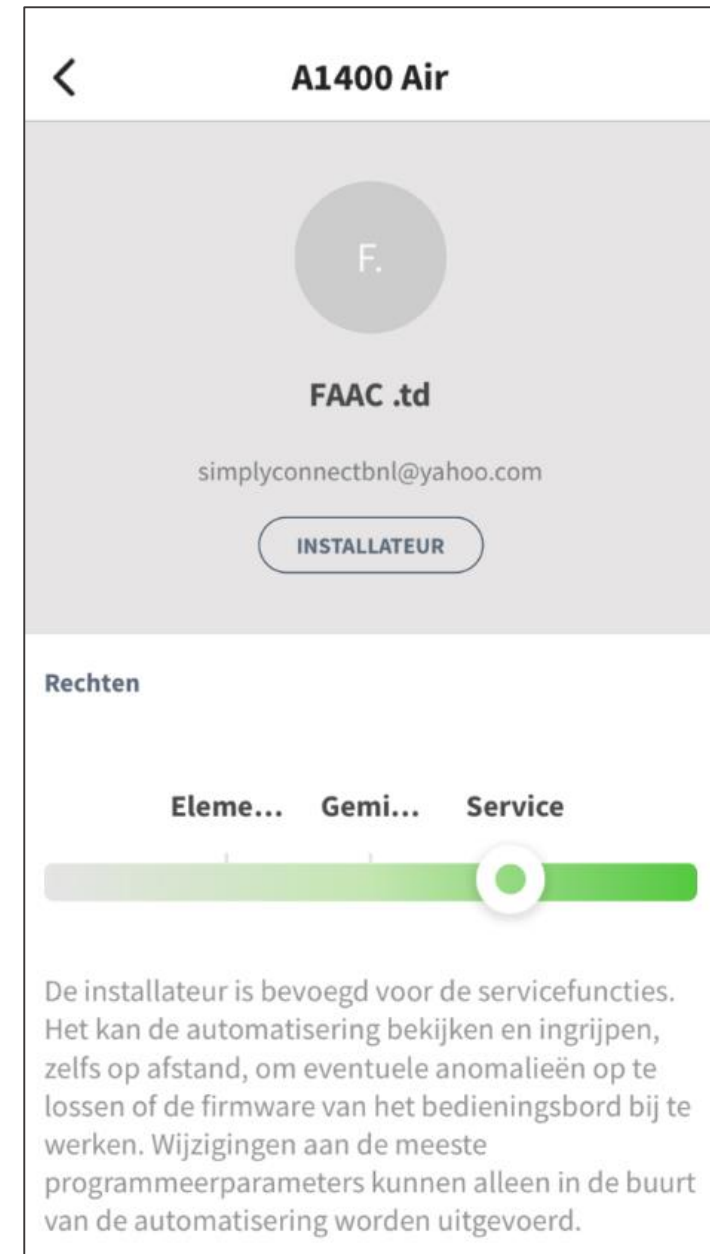 A1400 Air
F.
FAAC .td
simplyconnectbnl@yahoo.com
INSTALLATEUR
Rechten
Eleme... Gemi... Service
De installateur is bevoegd voor de servicefuncties.
Het kan de automatisering bekijken en ingrijpen,
zelfs op afstand, om eventuele anomalieën op te
lossen of de firmware van het bedieningsbord bij te
werken. Wijzigingen aan de meeste
programmeerparameters kunnen alleen in de buurt
van de automatisering worden uitgevoerd.